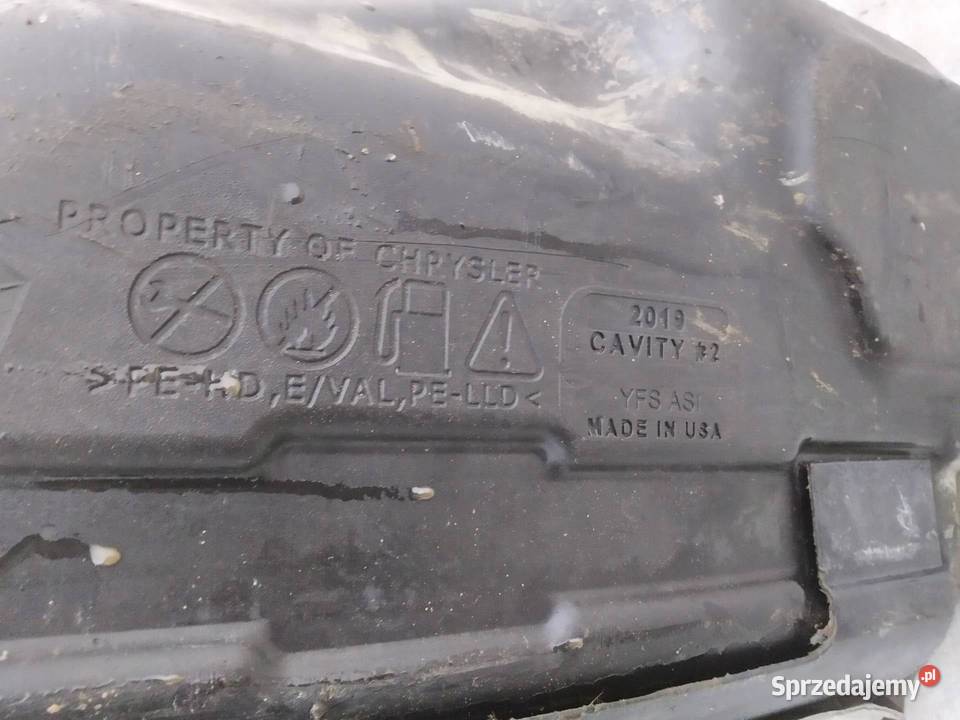 PROPERTY OF CHRYSLER
>PE-HD,E/VAL,PE-LLD<
2019
CAVITY #2
YFS ASI
MADE IN USA
Sprzedajemy.pl